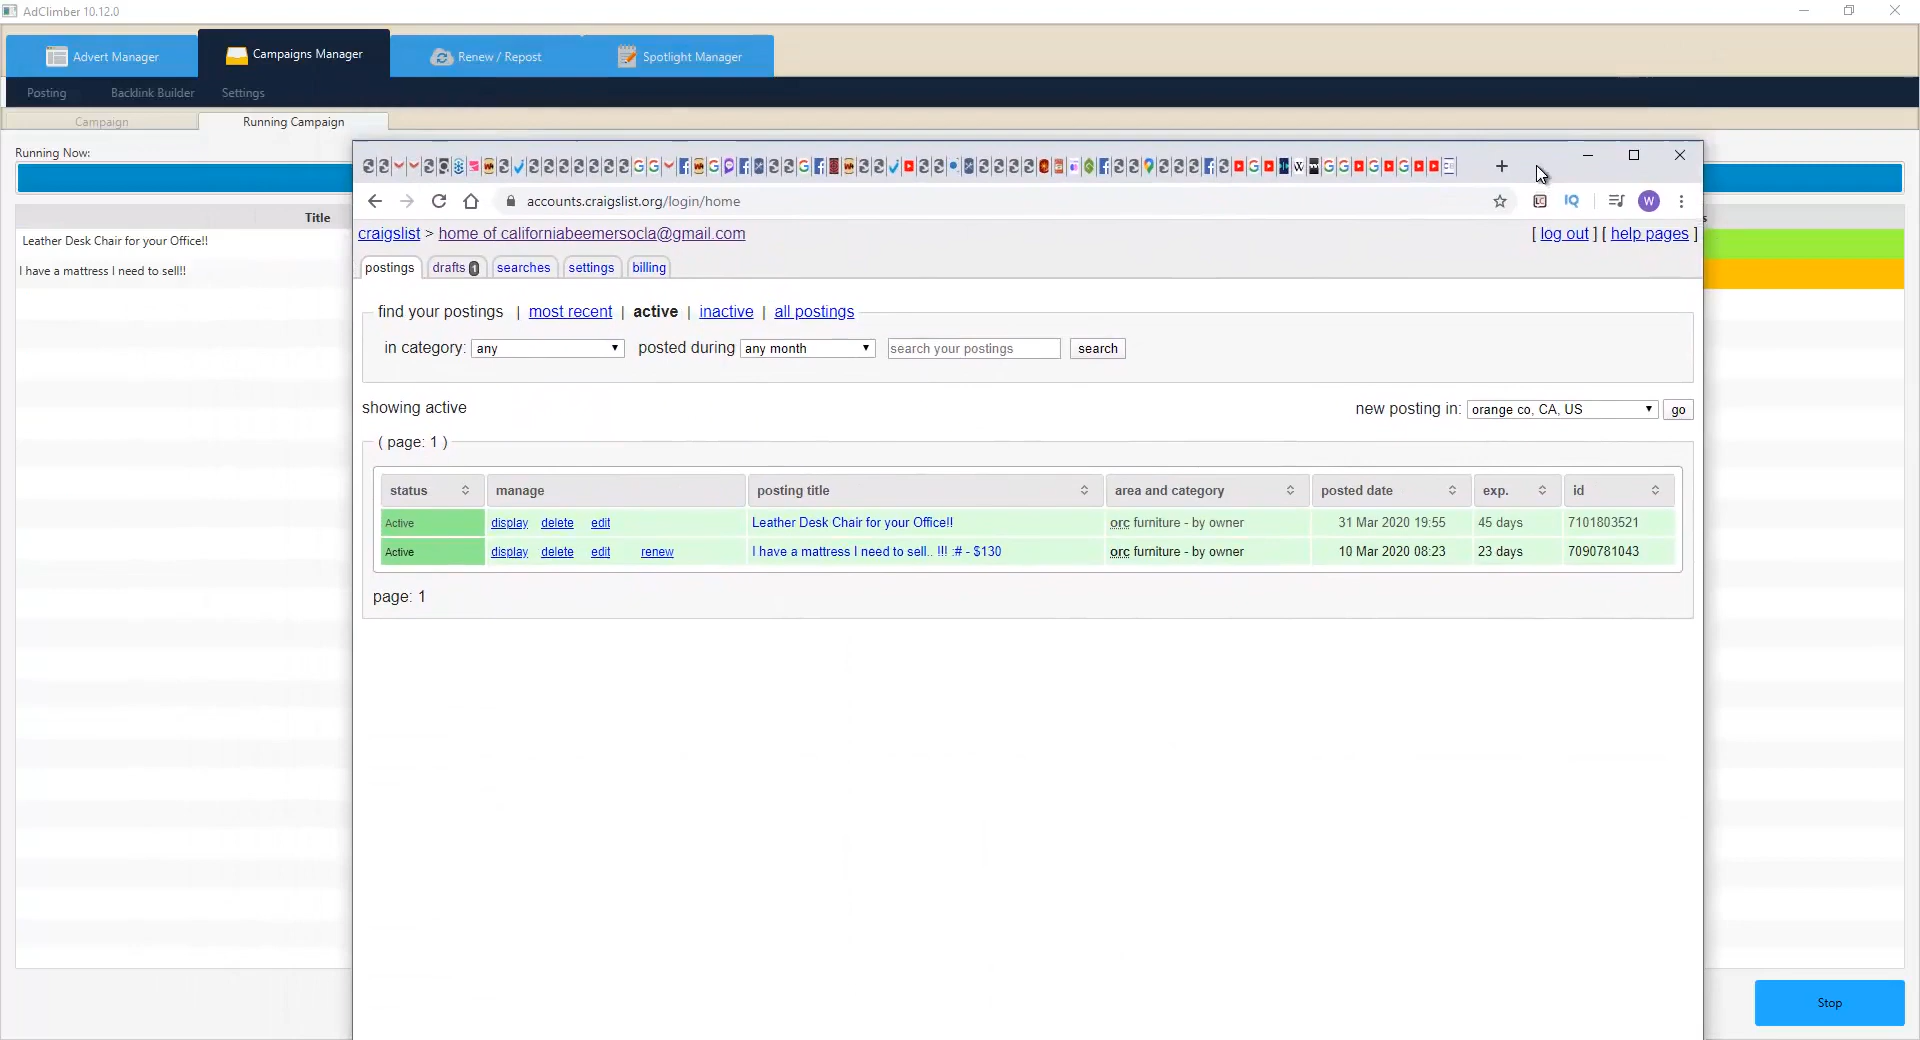 AdClimber 10.12.0
Advert Manager Campaigns Manager Renew / Repost Spotlight Manager
Posting Backlink Builder Settings
Campaign Running Campaign
Running Now:
Title
Leather Desk Chair for your Office!!
I have a mattress I need to sell!!
accounts.craigslist.org/login/home
IQ W
craigslist > home of californiabeemersocla@gmail.com [ log out ] [ help pages ]
postings drafts 1 searches settings billing
find your postings | most recent | active | inactive | all postings
in category: any posted during any month search your postings search
showing active new posting in: orange co, CA, US go
( page: 1 )
status manage posting title area and category posted date exp. id
Active display delete edit Leather Desk Chair for your Office!! orc furniture - by owner 31 Mar 2020 19:55 45 days 7101803521
Active display delete edit renew I have a mattress I need to sell.. !!! :# - $130 orc furniture - by owner 10 Mar 2020 08:23 23 days 7090781043
page: 1
Stop